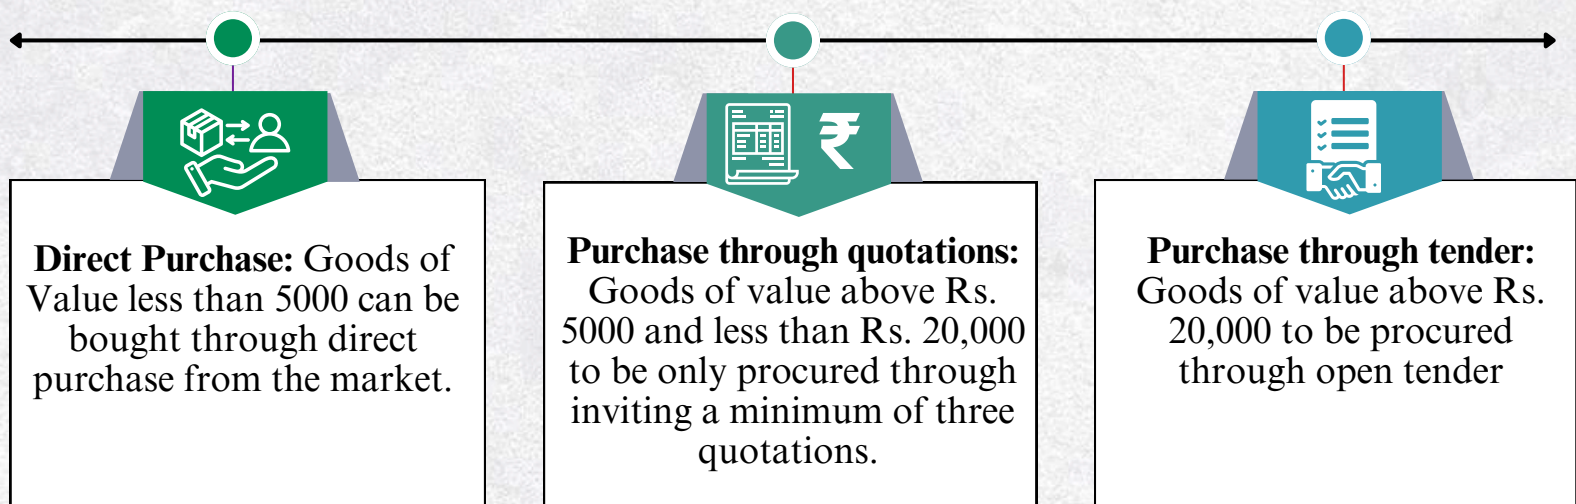 Direct Purchase: Goods of
Value less than 5000 can be
bought through direct
purchase from the market.
Purchase through quotations:
Goods of value above Rs.
5000 and less than Rs. 20,000
to be only procured through
inviting a minimum of three
quotations.
Purchase through tender:
Goods of value above Rs.
20,000 to be procured
through open tender
₹